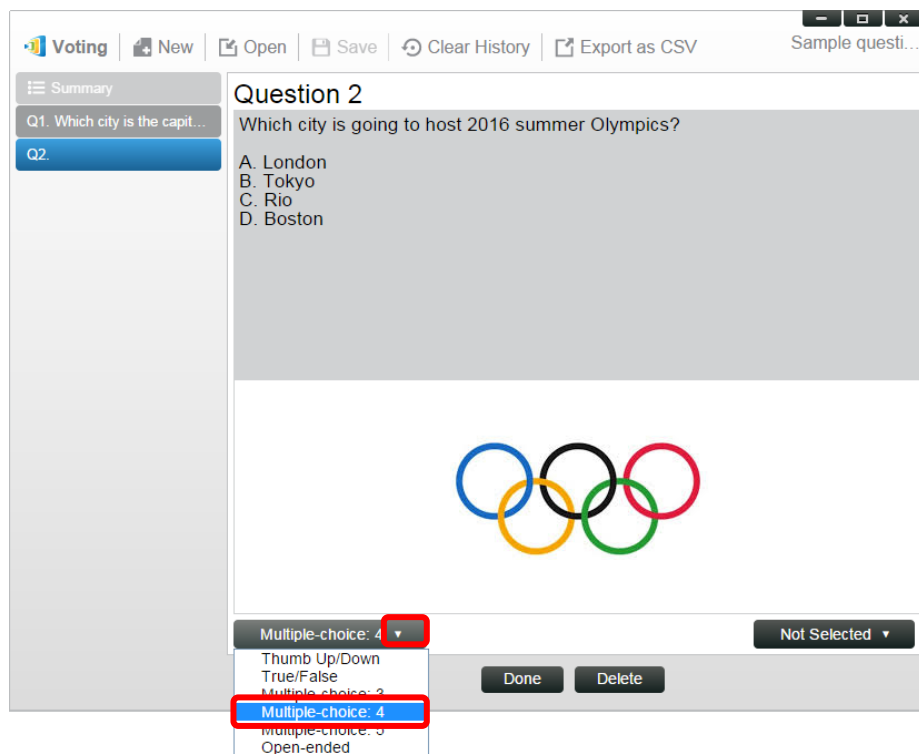 Voting New Open Save Clear History Export as CSV Sample questi...
Summary
Q1. Which city is the capit...
Q2.
Question 2
Which city is going to host 2016 summer Olympics?
A. London
B. Tokyo
C. Rio
D. Boston
Multiple-choice: 4 Not Selected
Thumb Up/Down
True/False
Multiple-choice: 3
Multiple-choice: 4
Multiple-choice: 5
Open-ended
Done Delete